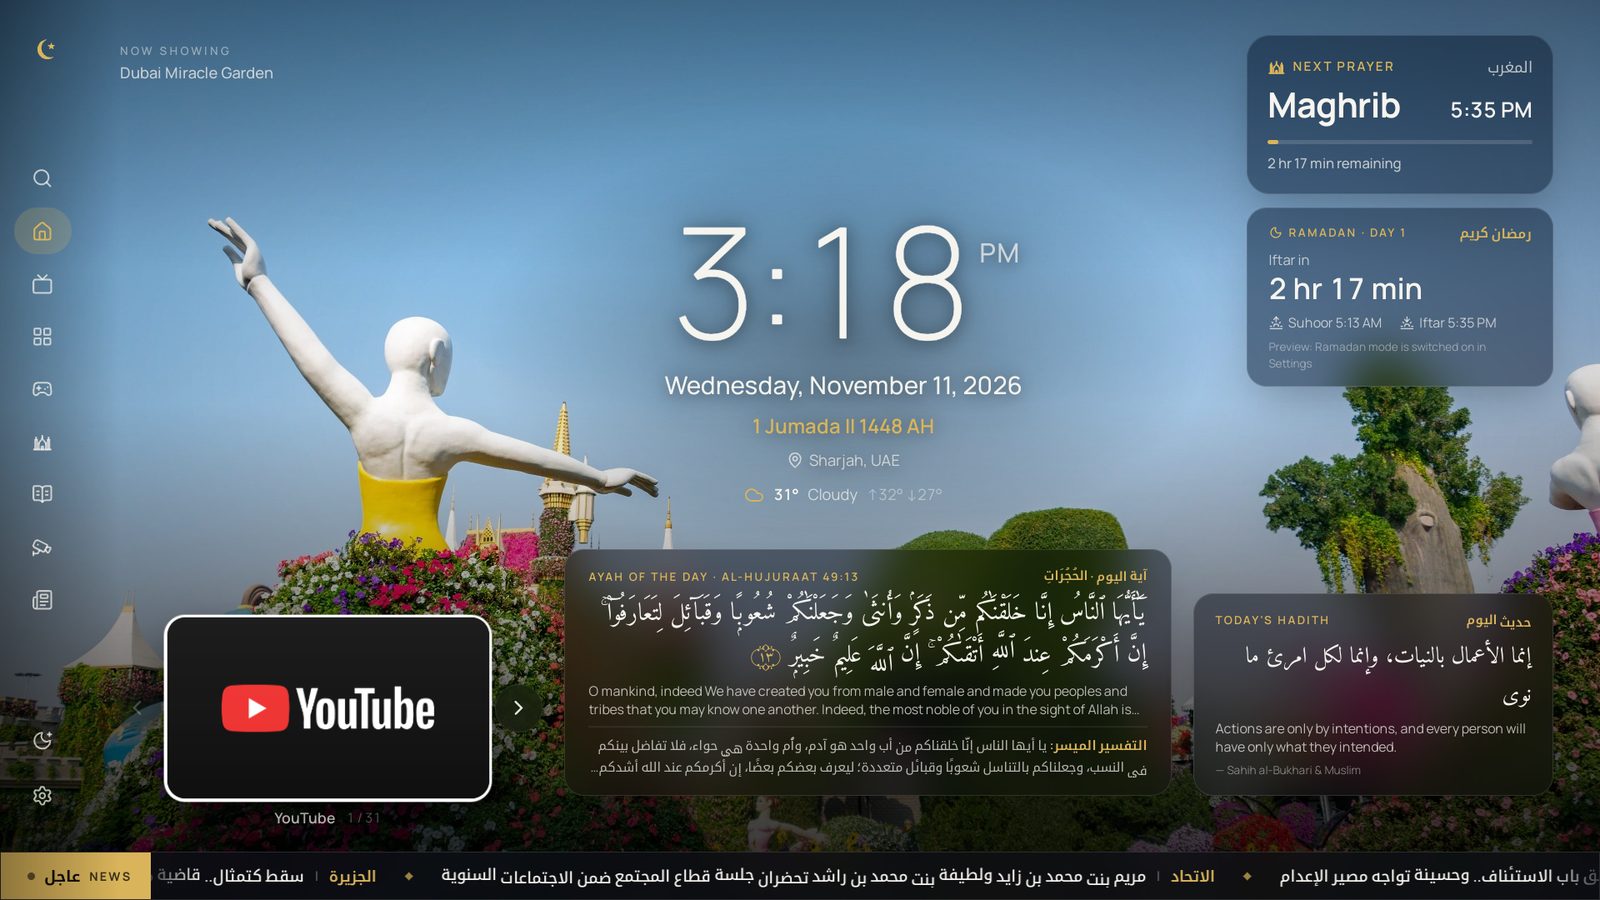 NOW SHOWING
Dubai Miracle Garden
NEXT PRAYER
المغرب
Maghrib
5:35 PM
2 hr 17 min remaining
RAMADAN · DAY 1
رمضان كريم
Iftar in
2 hr 17 min
Suhoor 5:13 AM
Iftar 5:35 PM
Preview: Ramadan mode is switched on in
Settings
3:18 PM
Wednesday, November 11, 2026
1 Jumada II 1448 AH
Sharjah, UAE
31° Cloudy ↑32° ↓27°
AYAH OF THE DAY · AL-HUJURAAT 49:13
آية اليوم · الحُجُرَات
يَٰٓأَيُّهَا ٱلنَّاسُ إِنَّا خَلَقْنَٰكُم مِّن ذَكَرٍ وَأُنثَىٰ وَجَعَلْنَٰكُمْ شُعُوبًا وَقَبَآئِلَ لِتَعَارَفُوٓا۟ ۚ
إِنَّ أَكْرَمَكُمْ عِندَ ٱللَّهِ أَتْقَىٰكُمْ ۚ إِنَّ ٱللَّهَ عَلِيمٌ خَبِيرٌ ١٣
O mankind, indeed We have created you from male and female and made you peoples and
tribes that you may know one another. Indeed, the most noble of you in the sight of Allah is...
التفسير الميسر: يا أيها الناس إنّا خلقناكم من أب واحد هو آدم، وأم واحدة هي حواء، فلا تفاضل بينكم
في النسب، وجعلناكم بالتناسل شعوبًا وقبائل متعددة؛ ليعرف بعضكم بعضًا، إن أكرمكم عند الله أشدكم...
TODAY'S HADITH
حديث اليوم
إنما الأعمال بالنيات، وإنما لكل امرئ ما
نوى
Actions are only by intentions, and every person will
have only what they intended.
— Sahih al-Bukhari & Muslim
YouTube
YouTube 1 / 31
عاجل NEWS
باب الاستئناف.. وحسينة تواجه مصير الإعدام ◆ الاتحاد | مريم بنت محمد بن زايد ولطيفة بنت محمد بن راشد تحضران جلسة قطاع المجتمع ضمن الاجتماعات السنوية ◆ الجزيرة | سقط كتمثال.. قاضية